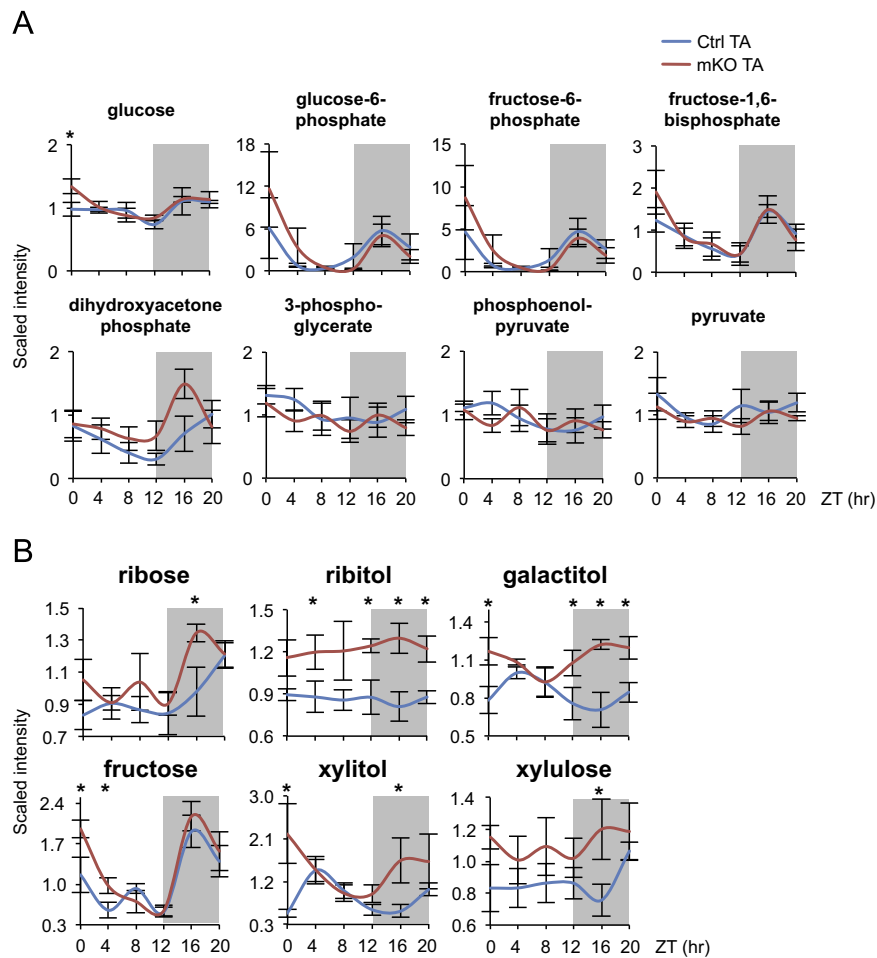 A
Ctrl TA
mKO TA
glucose
glucose-6-
phosphate
fructose-6-
phosphate
fructose-1,6-
bisphosphate
*
2
1
0
18
12
6
0
15
10
5
0
3
2
1
0
Scaled intensity
dihydroxyacetone
phosphate
3-phospho-
glycerate
phosphoenol-
pyruvate
pyruvate
2
1
0
2
1
0
2
1
0
2
1
0
0 4 8 12 16 20
0 4 8 12 16 20
0 4 8 12 16 20
0 4 8 12 16 20
ZT (hr)
B
ribose
ribitol
galactitol
*
* * * *
* * * *
1.5
1.3
1.1
0.9
0.7
1.5
1.2
0.9
0.6
1.4
1.1
0.8
0.5
Scaled intensity
fructose
xylitol
xylulose
* *
* *
*
2.4
1.7
1.0
0.3
3.0
2.1
1.2
0.3
1.4
1.2
1.0
0.8
0.6
0 4 8 12 16 20
0 4 8 12 16 20
0 4 8 12 16 20
ZT (hr)